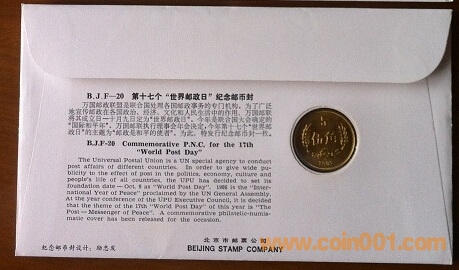 B.J.F—20 第十七个“世界邮政日”纪念邮币封
万国邮政联盟是联合国处理各国邮政事务的专门机构。为了广泛
地宣传邮政在各国政治、经济、文化和人民生活中的作用，万国邮联
将其成立日—十月九日定为“世界邮政日”。今年是联合国大会确定的
“国际和平年”。万国邮联执行理事会年会决定，今年第十七个“世界邮政
日”的主题为“邮政是和平的使者”。为此，特发行纪念邮币封一枚。
B.J.F-20 Commemorative P.N.C. for the 17th
"World Post Day"
The Universal Postal Union is a UN special agency to conduct
post affairs of different countries. In order to give wide pu-
blicity to the effect of post in the politics, economy, culture and
people's life of all countries, the UPU has decided to set its
foundation date — Oct. 9 as "World Post Day". 1986 is the "Inter-
national Year of Peace" proclaimed by the UN General Assembly.
At the year conference of the UPU Executive Council, it is decided
that the theme of the 17th "World Post Day" of this year is "The
Post — Messenger of Peace". A commemorative philatelic-numis-
matic cover has been released for the occasion.
伍角
纪念邮币封设计：
北京市邮票公司
BEIJING STAMP COMPANY
www.coin001.com